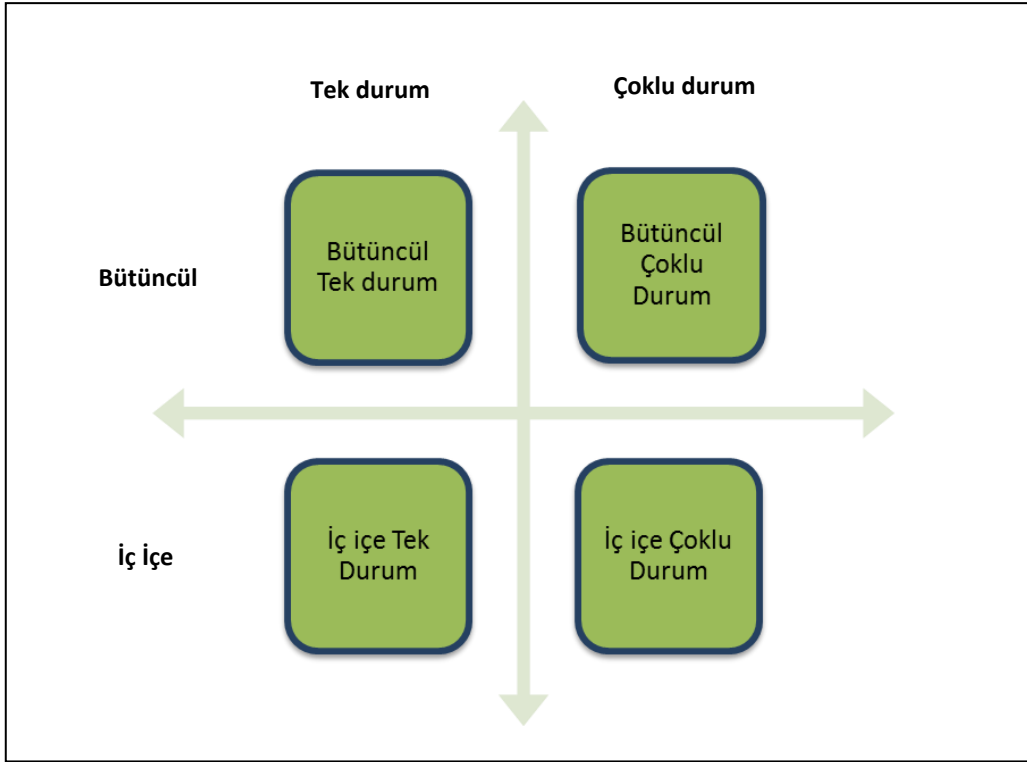 Tek durum
Çoklu durum
Bütüncül
Bütüncül
Tek durum
Bütüncül
Çoklu
Durum
İç İçe
İç içe Tek
Durum
İç içe Çoklu
Durum